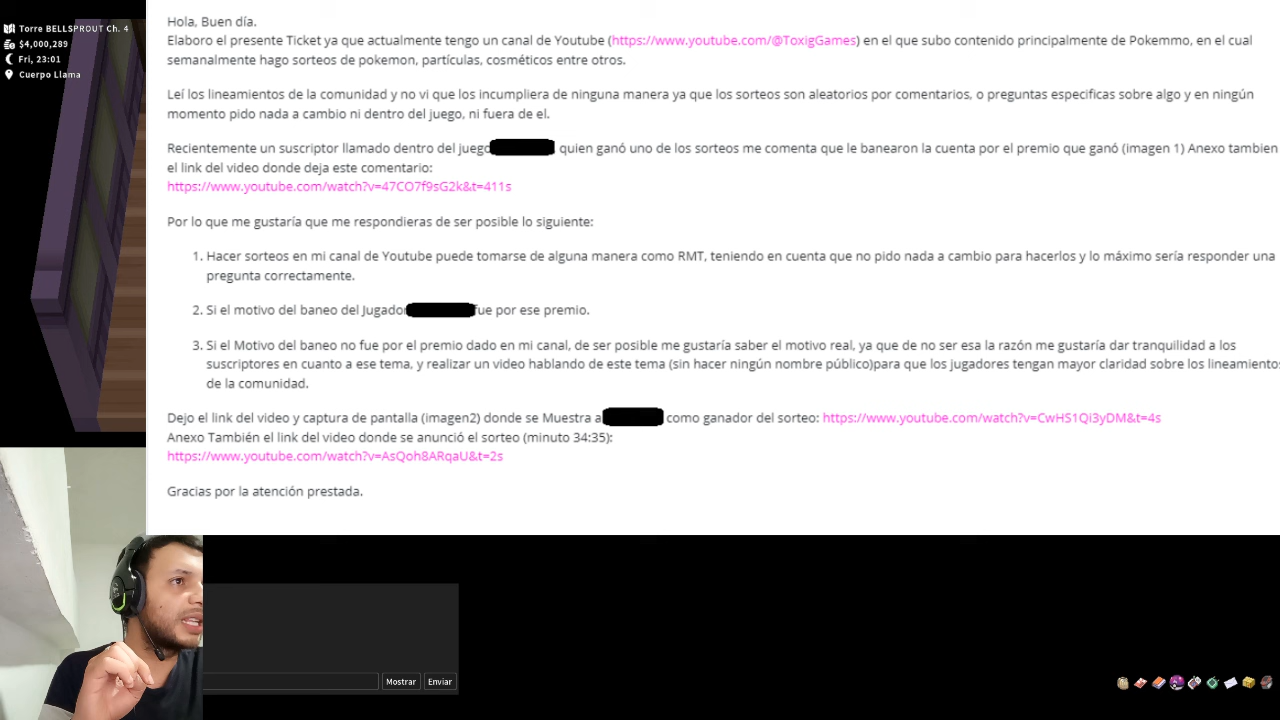 Torre BELLSPROUT Ch. 4
$4,000,289
Fri, 23:01
Cuerpo Llama
Hola, Buen día.
Elaboro el presente Ticket ya que actualmente tengo un canal de Youtube (https://www.youtube.com/@ToxigGames) en el que subo contenido principalmente de Pokemmo, en el cual
semanalmente hago sorteos de pokemon, partículas, cosméticos entre otros.
Leí los lineamientos de la comunidad y no vi que los incumpliera de ninguna manera ya que los sorteos son aleatorios por comentarios, o preguntas especificas sobre algo y en ningún
momento pido nada a cambio ni dentro del juego, ni fuera de el.
Recientemente un suscriptor llamado dentro del juego quien ganó uno de los sorteos me comenta que le banearon la cuenta por el premio que ganó (imagen 1) Anexo tambien
el link del video donde deja este comentario:
https://www.youtube.com/watch?v=47CO7f9sG2k&t=411s
Por lo que me gustaría que me respondieras de ser posible lo siguiente:
1. Hacer sorteos en mi canal de Youtube puede tomarse de alguna manera como RMT, teniendo en cuenta que no pido nada a cambio para hacerlos y lo máximo sería responder una
pregunta correctamente.
2. Si el motivo del baneo del Jugador fue por ese premio.
3. Si el Motivo del baneo no fue por el premio dado en mi canal, de ser posible me gustaría saber el motivo real, ya que de no ser esa la razón me gustaría dar tranquilidad a los
suscriptores en cuanto a ese tema, y realizar un video hablando de este tema (sin hacer ningún nombre público)para que los jugadores tengan mayor claridad sobre los lineamientos
de la comunidad.
Dejo el link del video y captura de pantalla (imagen2) donde se Muestra a como ganador del sorteo: https://www.youtube.com/watch?v=CwHS1Qi3yDM&t=4s
Anexo También el link del video donde se anunció el sorteo (minuto 34:35):
https://www.youtube.com/watch?v=AsQoh8ARqaU&t=2s
Gracias por la atención prestada.
Mostrar
Enviar